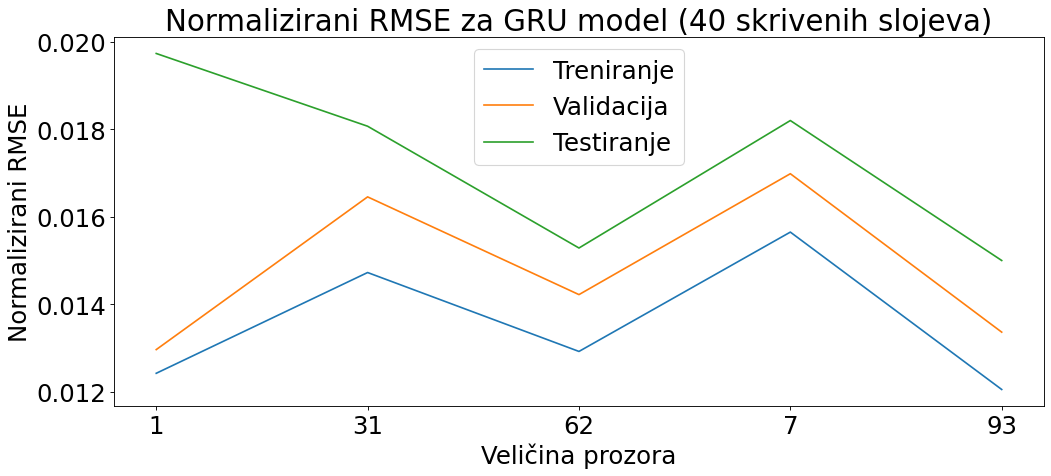 Normalizirani RMSE za GRU model (40 skrivenih slojeva)
Normalizirani RMSE
0.020
0.018
0.016
0.014
0.012
Treniranje
Validacija
Testiranje
1 31 62 7 93
Veličina prozora